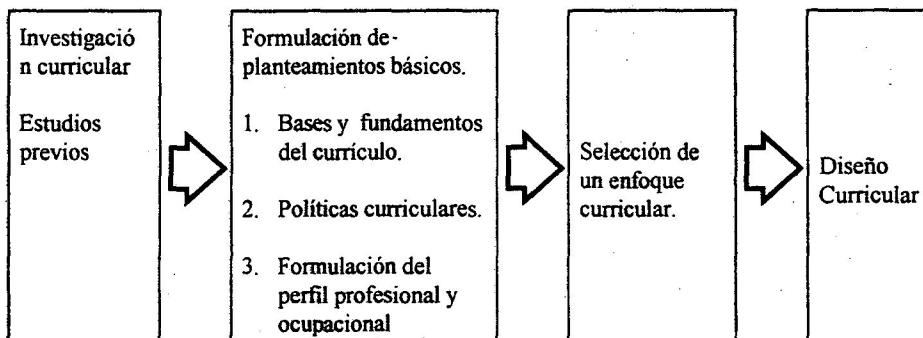 Investigació
n curricular
Estudios
previos
Formulación de-
planteamientos básicos.
1. Bases y fundamentos
del currículo.
2. Políticas curriculares.
3. Formulación del
perfil profesional y
ocupacional
Selección de
un enfoque
curricular.
Diseño
Curricular